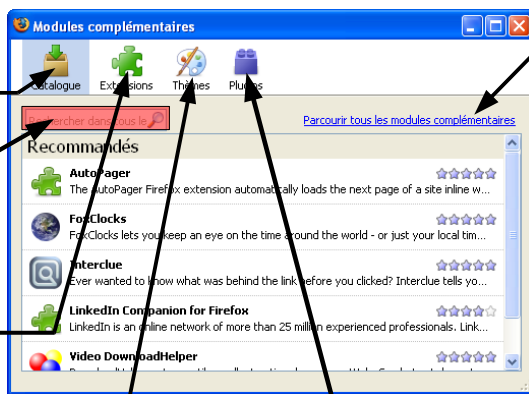 Modules complémentaires
Catalogue Extensions Thèmes Plugins
Rechercher dans tous le
Parcourir tous les modules complémentaires
Recommandés
AutoPager
The AutoPager Firefox extension automatically loads the next page of a site inline w...
FoxClocks
FoxClocks lets you keep an eye on the time around the world - or just your local tim...
Interclue
Ever wanted to know what was behind the link before you clicked? Interclue tells yo...
LinkedIn Companion for Firefox
LinkedIn is an online network of more than 25 million experienced professionals. Link...
Video DownloadHelper